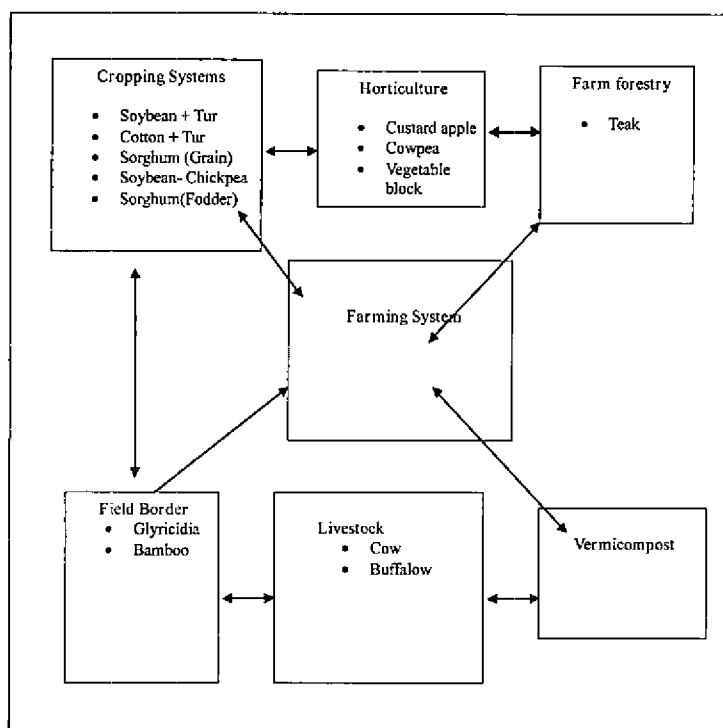 Cropping Systems
• Soybean + Tur
• Cotton + Tur
• Sorghum (Grain)
• Soybean- Chickpea
• Sorghum(Fodder)
Horticulture
• Custard apple
• Cowpea
• Vegetable
block
Farm forestry
• Teak
Farming System
Field Border
• Glyricidia
• Bamboo
Livestock
• Cow
• Buffalow
Vermicompost